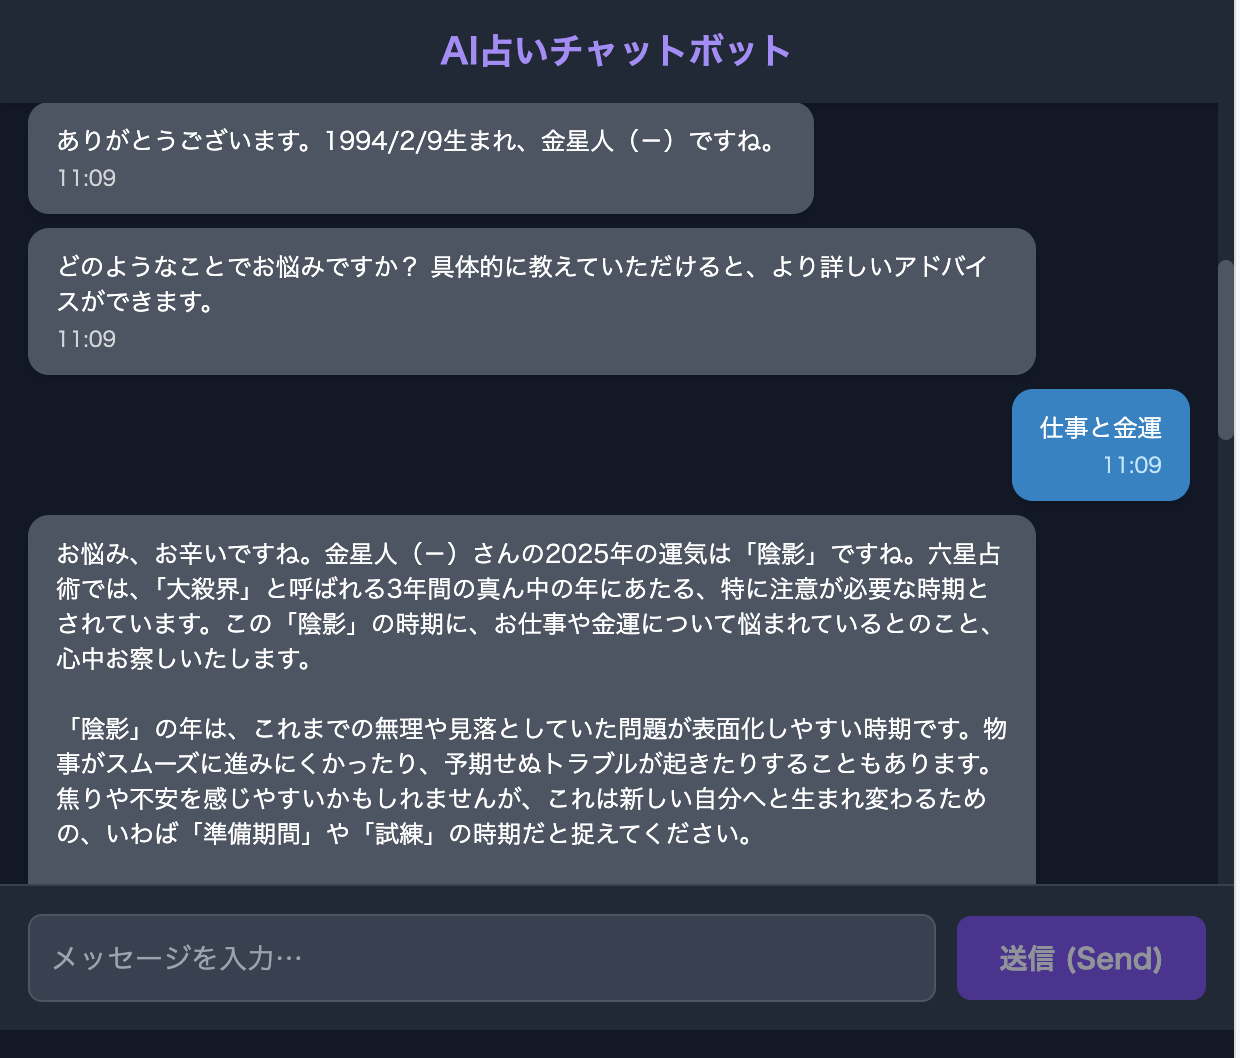 AI占いチャットボット
ありがとうございます。1994/2/9生まれ、金星人（ー）ですね。
11:09
どのようなことでお悩みですか？ 具体的に教えていただけると、より詳しいアドバイ
スができます。
11:09
仕事と金運
11:09
お悩み、お辛いですね。金星人（ー）さんの2025年の運気は「陰影」ですね。六星占
術では、「大殺界」と呼ばれる3年間の真ん中の年にあたる、特に注意が必要な時期と
されています。この「陰影」の時期に、お仕事や金運について悩まれているとのこと、
心中お察しいたします。
「陰影」の年は、これまでの無理や見落としていた問題が表面化しやすい時期です。物
事がスムーズに進みにくかったり、予期せぬトラブルが起きたりすることもあります。
焦りや不安を感じやすいかもしれませんが、これは新しい自分へと生まれ変わるため
の、いわば「準備期間」や「試練」の時期だと捉えてください。
メッセージを入力…
送信 (Send)